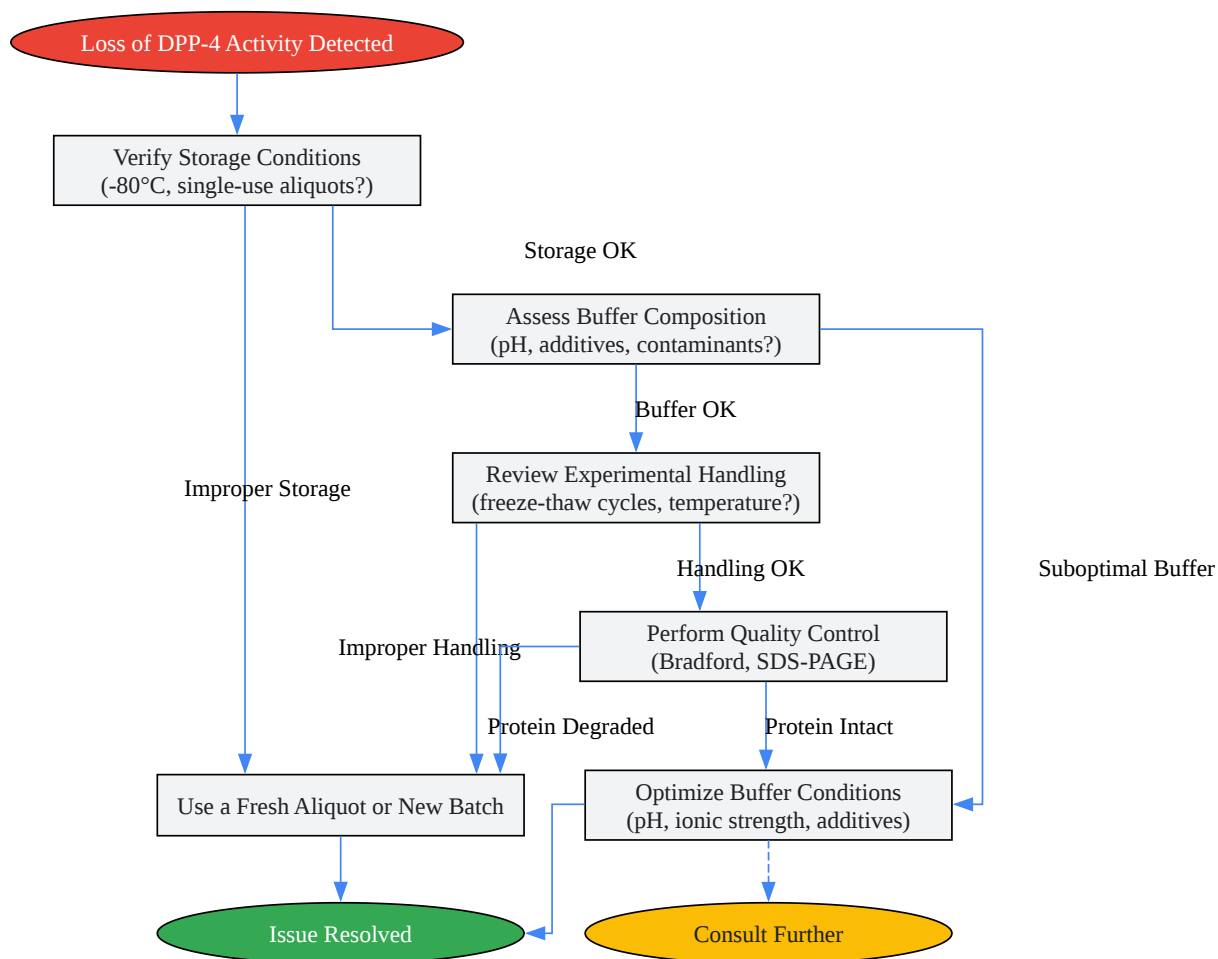 Loss of DPP-4 Activity Detected
Verify Storage Conditions
(-80°C, single-use aliquots?)
Storage OK
Assess Buffer Composition
(pH, additives, contaminants?)
Buffer OK
Review Experimental Handling
(freeze-thaw cycles, temperature?)
Improper Storage
Handling OK
Suboptimal Buffer
Perform Quality Control
(Bradford, SDS-PAGE)
Improper Handling
Protein Degraded
Protein Intact
Use a Fresh Aliquot or New Batch
Optimize Buffer Conditions
(pH, ionic strength, additives)
Issue Resolved
Consult Further